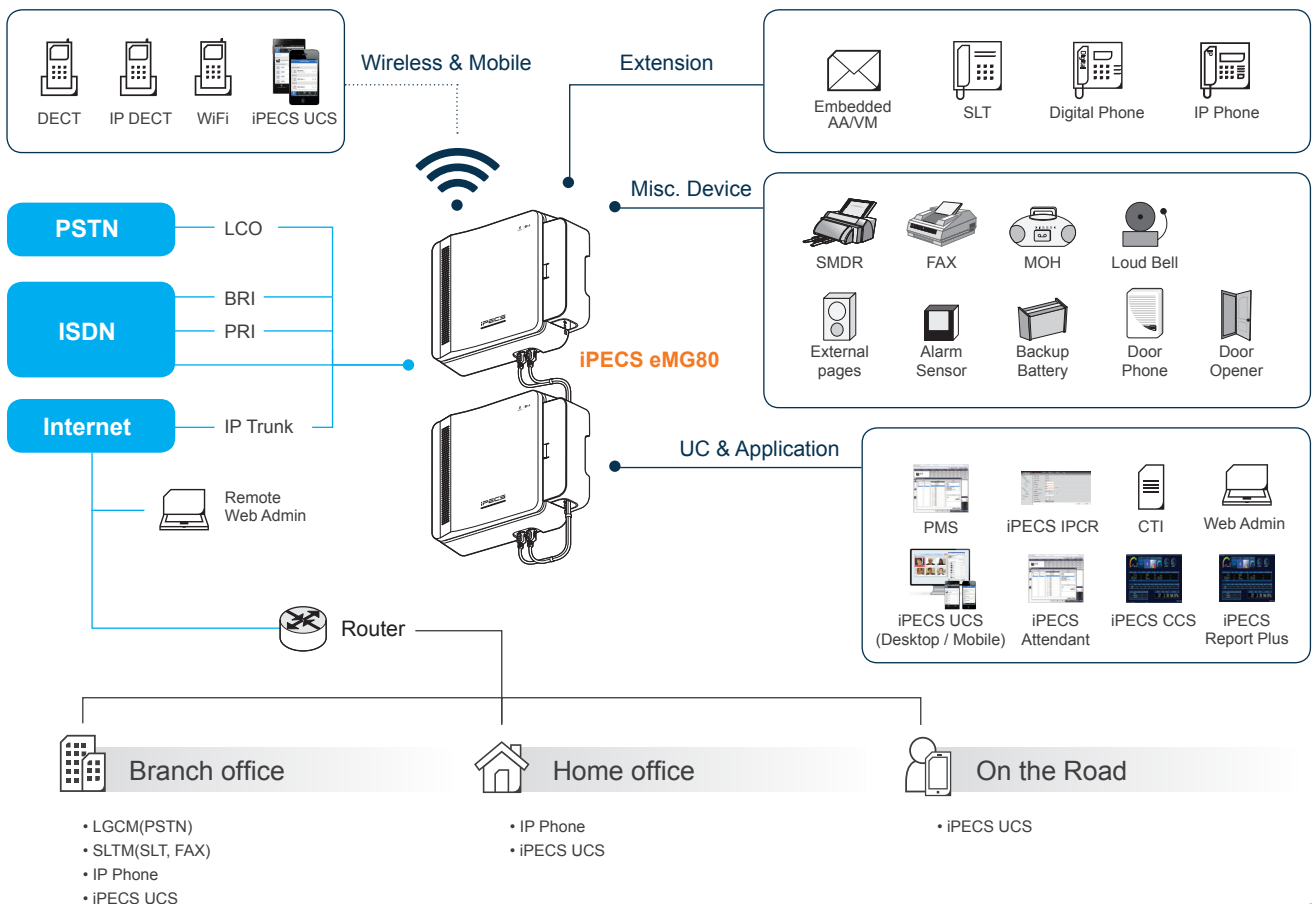 Wireless & Mobile
DECT
IP DECT
WiFi
iPECS UCS
Extension
Embedded
AA/VM
SLT
Digital Phone
IP Phone
Misc. Device
SMDR
FAX
MOH
Loud Bell
External
pages
Alarm
Sensor
Backup
Battery
Door
Phone
Door
Opener
PSTN
LCO
ISDN
BRI
PRI
Internet
IP Trunk
Remote
Web Admin
iPECS
iPECS eMG80
iPECS
UC & Application
PMS
iPECS IPCR
CTI
Web Admin
iPECS UCS
(Desktop / Mobile)
iPECS
Attendant
iPECS CCS
iPECS
Report Plus
Router
Branch office
• LGCM(PSTN)
• SLTM(SLT, FAX)
• IP Phone
• iPECS UCS
Home office
• IP Phone
• iPECS UCS
On the Road
• iPECS UCS